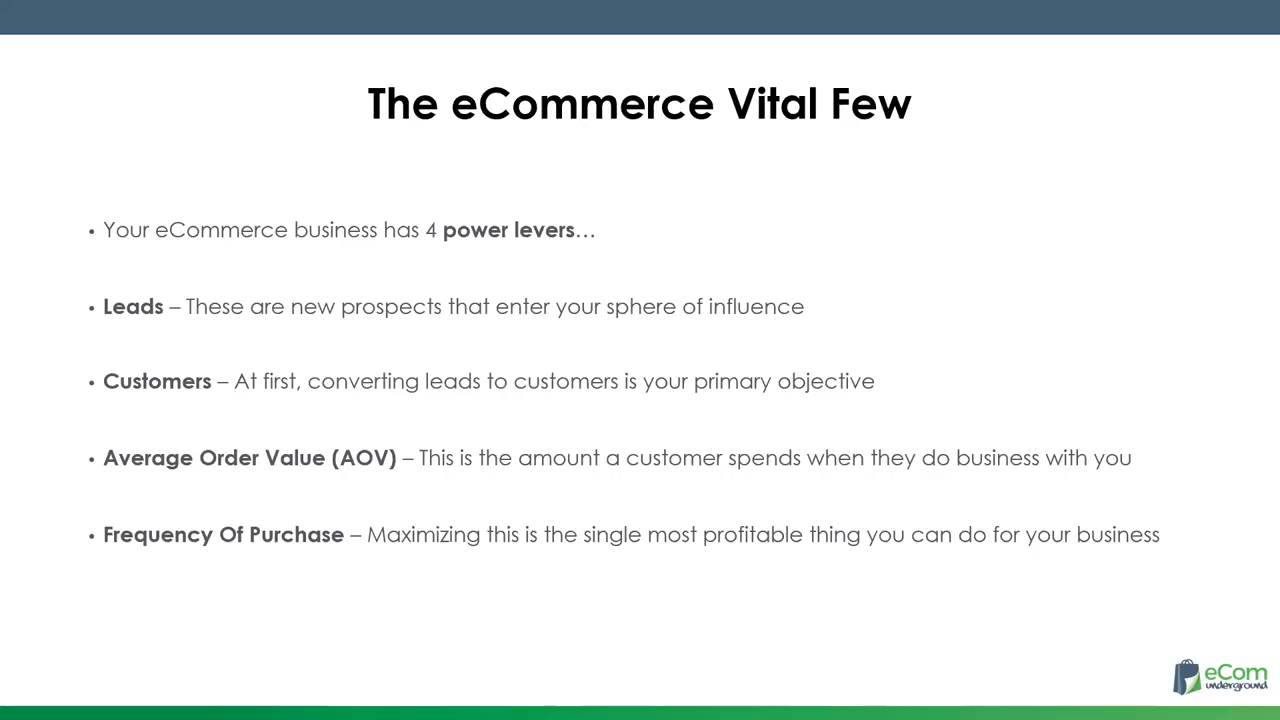 The eCommerce Vital Few
• Your eCommerce business has 4 power levers…
• Leads – These are new prospects that enter your sphere of influence
• Customers – At first, converting leads to customers is your primary objective
• Average Order Value (AOV) – This is the amount a customer spends when they do business with you
• Frequency Of Purchase – Maximizing this is the single most profitable thing you can do for your business
eCom
underground